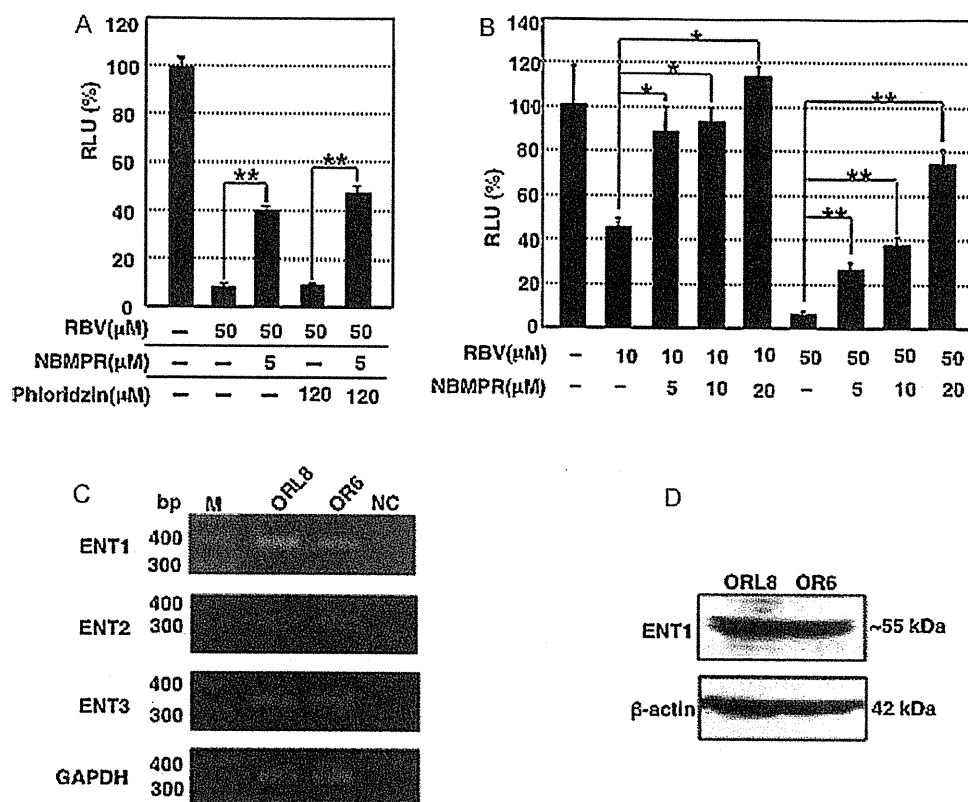 A
120
100
80
60
40
20
0
RLU (%)
**
**
RBV(µM) – 50 50 50 50
NBMPR(µM) – – 5 – 5
Phloridzin(µM) – – – 120 120
B
140
120
100
80
60
40
20
0
RLU (%)
*
*
*
**
**
**
RBV(µM) – 10 10 10 10 50 50 50 50
NBMPR(µM) – – 5 10 20 – 5 10 20
C
bp M ORL8 OR6 NC
ENT1 400
300
ENT2 400
300
ENT3 400
300
GAPDH 400
300
D
ORL8 OR6
ENT1 ~55 kDa
β-actin 42 kDa